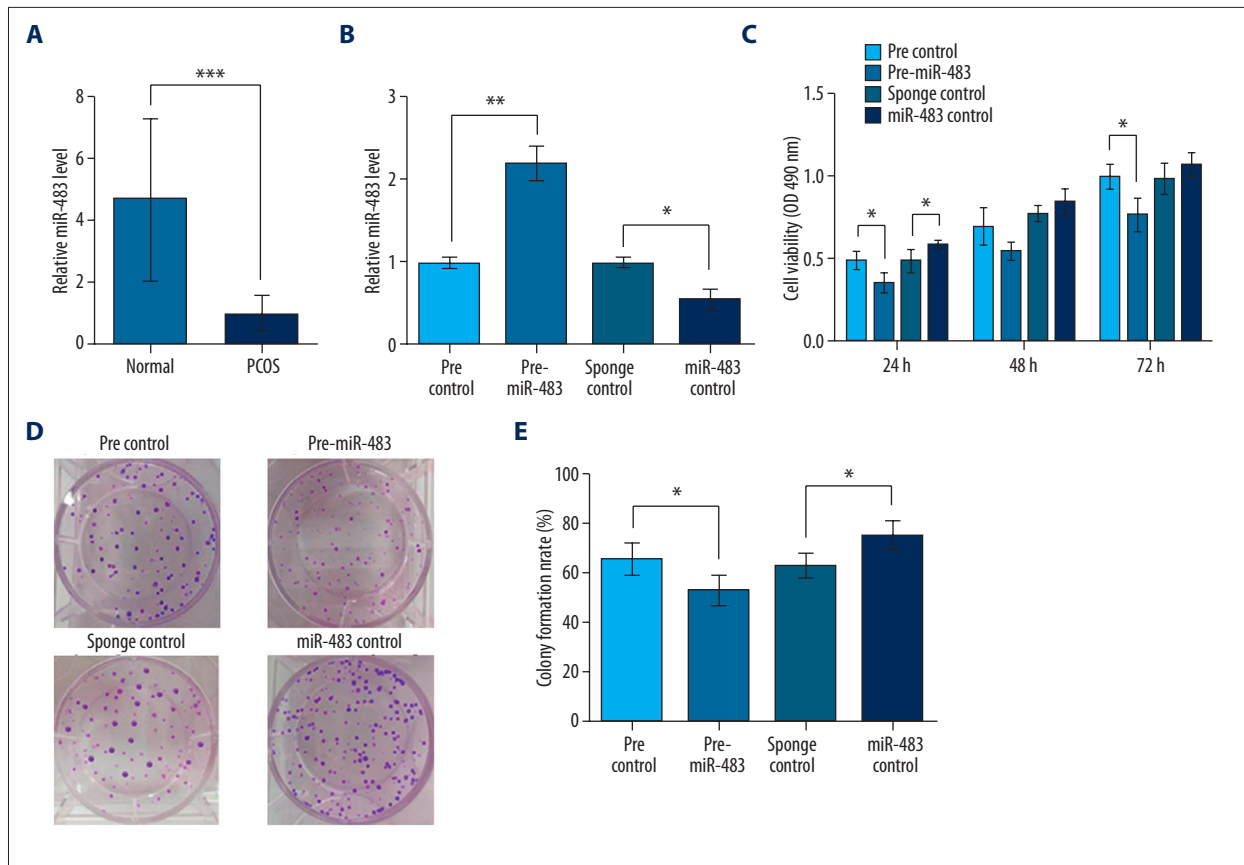 A
***
8
6
4
2
0
Relative miR-483 level
Normal
PCOS
B
**
*
3
2
1
0
Relative miR-483 level
Pre
control
Pre-
miR-483
Sponge
control
miR-483
control
C
Pre control
Pre-miR-483
Sponge control
miR-483 control
1.5
1.0
0.5
0.0
Cell viability (OD 490 nm)
*
*
*
24 h
48 h
72 h
D
Pre control
Pre-miR-483
Sponge control
miR-483 control
E
100
80
60
40
20
0
Colony formation nrate (%)
*
*
Pre
control
Pre-
miR-483
Sponge
control
miR-483
control